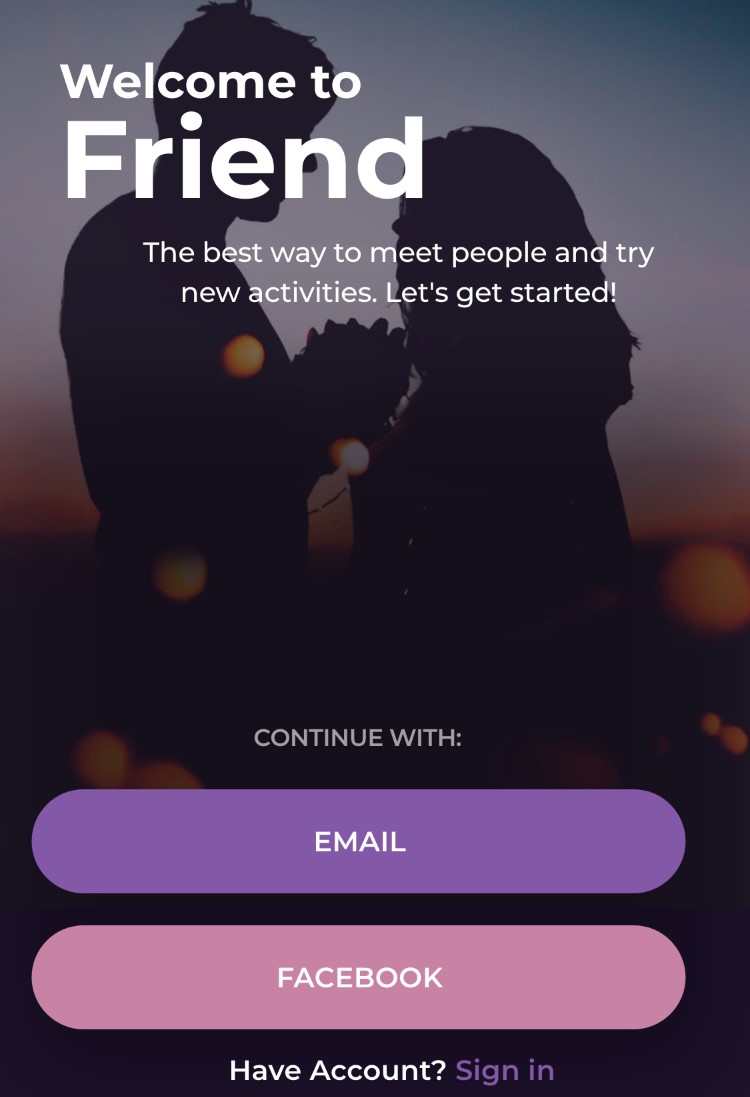 Welcome to
Friend
The best way to meet people and try
new activities. Let's get started!
CONTINUE WITH:
EMAIL
FACEBOOK
Have Account? Sign in